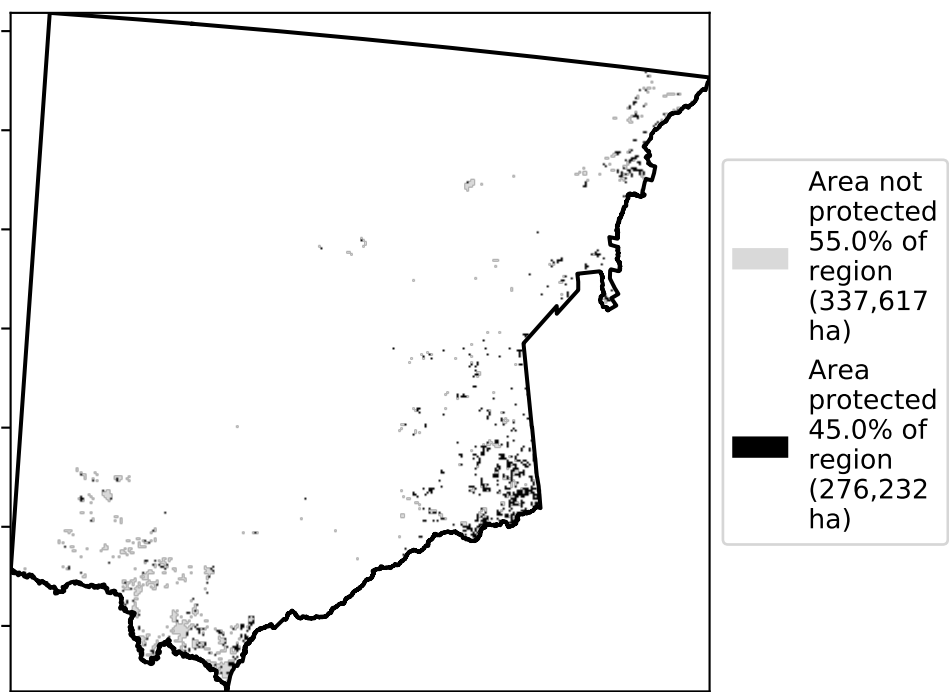 Area not
protected
55.0% of
region
(337,617
ha)
Area
protected
45.0% of
region
(276,232
ha)